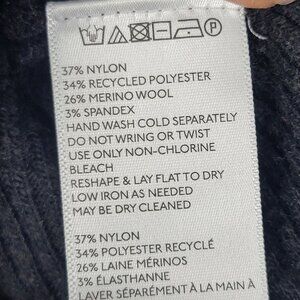 P
37% NYLON
34% RECYCLED POLYESTER
26% MERINO WOOL
3% SPANDEX
HAND WASH COLD SEPARATELY
DO NOT WRING OR TWIST
USE ONLY NON-CHLORINE
BLEACH
RESHAPE & LAY FLAT TO DRY
LOW IRON AS NEEDED
MAY BE DRY CLEANED
37% NYLON
34% POLYESTER RECYCLÉ
26% LAINE MÉRINOS
3% ÉLASTHANNE
LAVER SÉPARÉMENT À LA MAIN À